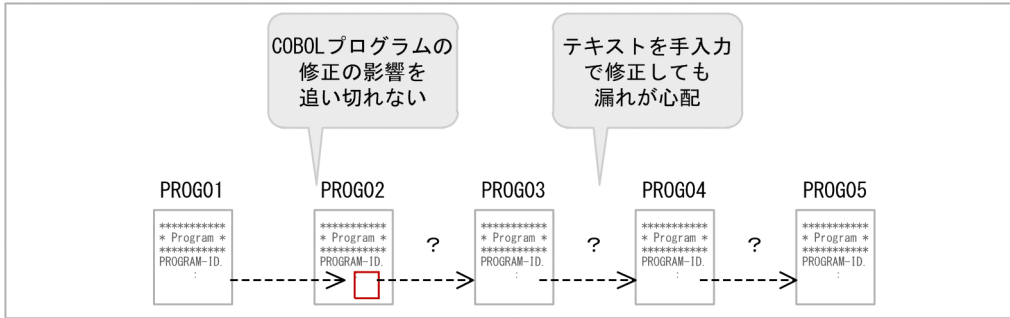 COBOLプログラムの
修正の影響を
追い切れない
テキストを手入力
で修正しても
漏れが心配
PROG01
PROG02
PROG03
PROG04
PROG05
***********
* Program *
***********
PROGRAM-ID.
:
***********
* Program *
***********
PROGRAM-ID.
?
***********
* Program *
***********
PROGRAM-ID.
:
?
***********
* Program *
***********
PROGRAM-ID.
:
?
***********
* Program *
***********
PROGRAM-ID.
: